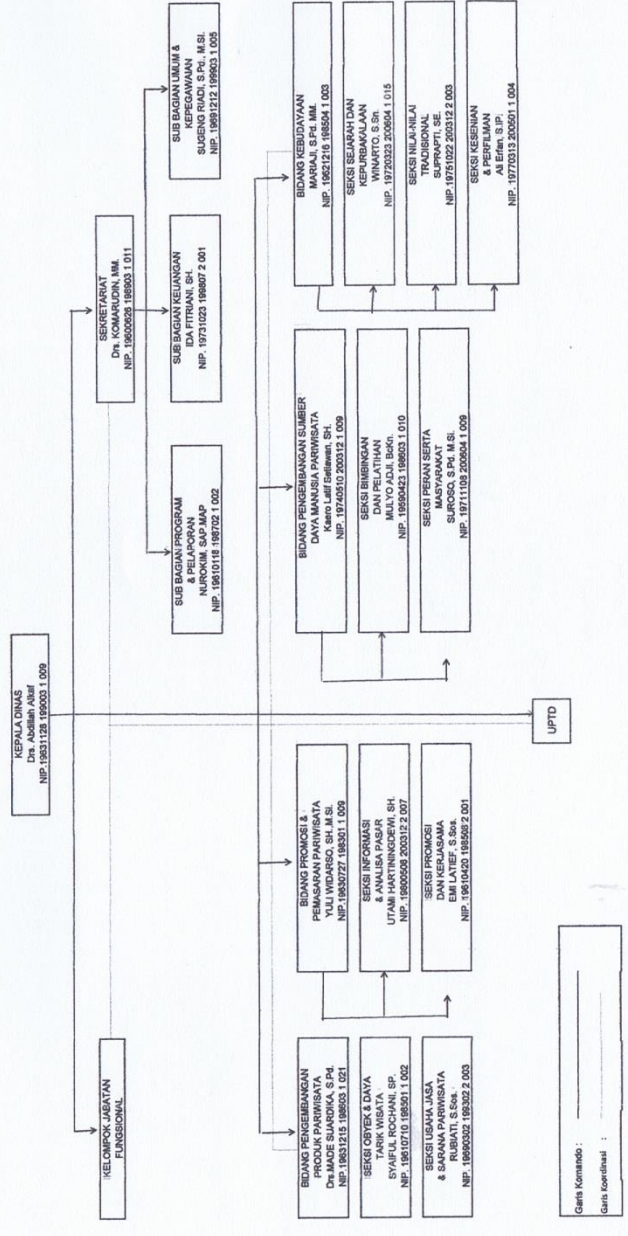 KEPALA DINAS
Drs. Abdillah Alkaf
NIP.19631128 199003 1 009
KELOMPOK JABATAN
FUNGSIONAL
SEKRETARIAT
Drs. KOMARUDIN, MM.
NIP. 19600626 198903 1 011
SUB BAGIAN PROGRAM
& PELAPORAN
NUROKIM, SAP.MAP
NIP. 19610118 198702 1 002
SUB BAGIAN KEUANGAN
IDA FITRIANI, SH.
NIP. 19731023 199807 2 001
SUB BAGIAN UMUM &
KEPEGAWAIAN
SUGENG RIADI, S.Pd., M.Si.
NIP. 19691212 199903 1 005
BIDANG PENGEMBANGAN
PRODUK PARIWISATA
Drs.MADE SUARDIKA, S.Pd.
NIP.19631215 198603 1 021
SEKSI OBYEK & DAYA
TARIK WISATA
SYAIFUL ROCHANI, SP.
NIP. 19610710 198501 1 002
SEKSI USAHA JASA
& SARANA PARIWISATA
RUBIATI, S.Sos.
NIP. 19690302 199302 2 003
BIDANG PROMOSI &
PEMASARAN PARIWISATA
YULI WIDARSO, SH.,M.Si.
NIP.19630727 198301 1 009
SEKSI INFORMASI
& ANALISA PASAR
UTAMI HARTININGDEWI, SH.
NIP. 19800508 200312 2 007
SEKSI PROMOSI
DAN KERJASAMA
EMI LATIEF, S.Sos.
NIP. 19610420 198508 2 001
BIDANG PENGEMBANGAN SUMBER
DAYA MANUSIA PARIWISATA
Kaero Latif Setiawan, SH.
NIP. 19740510 200312 1 009
SEKSI BIMBINGAN
DAN PELATIHAN
MULYO ADJI, BcKn.
NIP. 19590423 198603 1 010
SEKSI PERAN SERTA
MASYARAKAT
SUROSO, S.Pd. M.Si.
NIP. 19711108 200604 1 009
BIDANG KEBUDAYAAN
MARIAJI, S.Pd. MM.
NIP. 19621216 198504 1 003
SEKSI SEJARAH DAN
KEPURBAKALAAN
WINARTO, S.Sn.
NIP. 19720323 200604 1 015
SEKSI NILAI-NILAI
TRADISIONAL
SUPRAPTI, SE.
NIP.19751022 200312 2 003
SEKSI KESENIAN
& PERFILMAN
Ali Erfan, S.IP.
NIP. 19770313 200501 1 004
UPTD
Garis Komando :
Garis Koordinasi :